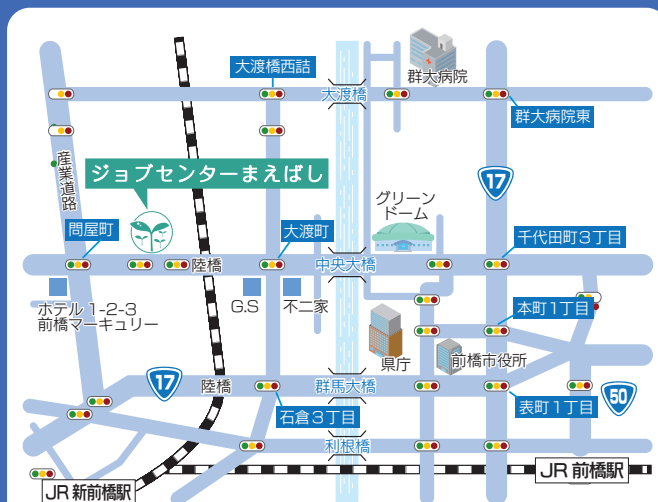 大渡橋西詰
群大病院
大渡橋
群大病院東
産業道路
ジョブセンターまえばし
17
グリーン
ドーム
問屋町
大渡町
千代田町3丁目
陸橋
中央大橋
ホテル 1-2-3
前橋マーキュリー
G.S
不二家
本町1丁目
県庁
前橋市役所
17
陸橋
群馬大橋
石倉3丁目
表町1丁目
50
利根橋
JR 新前橋駅
JR 前橋駅